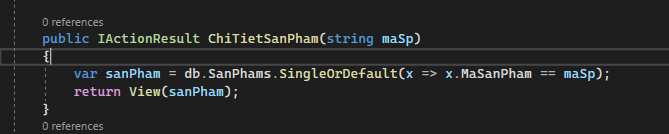 0 references
public IActionResult ChiTietSanPham(string maSp)
{
var sanPham = db.SanPhams.SingleOrDefault(x => x.MaSanPham == maSp);
return View(sanPham);
}
0 references